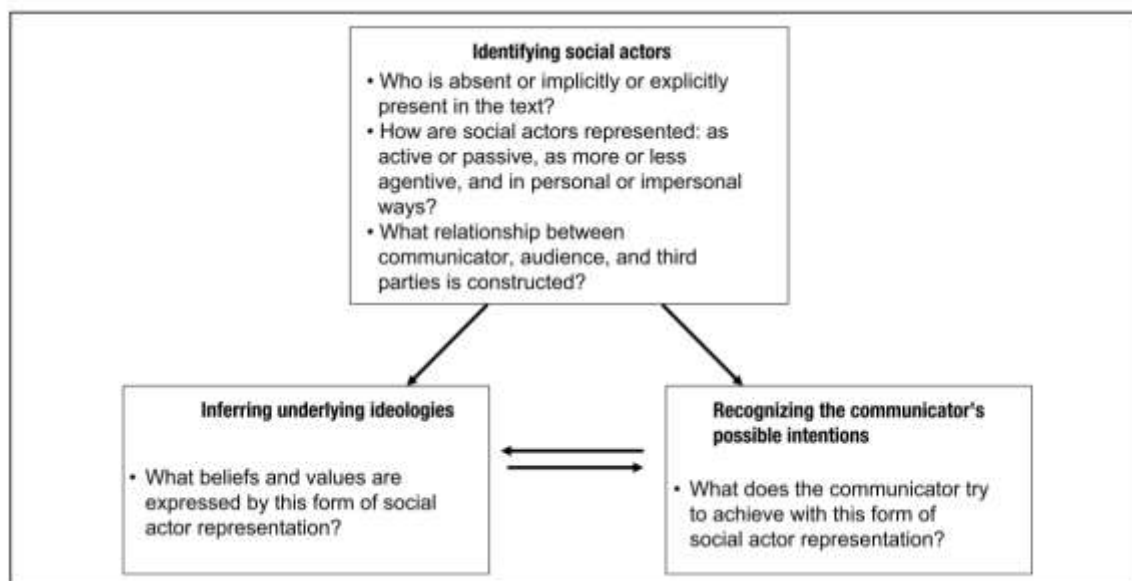 Identifying social actors
• Who is absent or implicitly or explicitly
present in the text?
• How are social actors represented: as
active or passive, as more or less
agentive, and in personal or impersonal
ways?
• What relationship between
communicator, audience, and third
parties is constructed?
Inferring underlying ideologies
• What beliefs and values are
expressed by this form of social
actor representation?
Recognizing the communicator's
possible intentions
• What does the communicator try
to achieve with this form of
social actor representation?